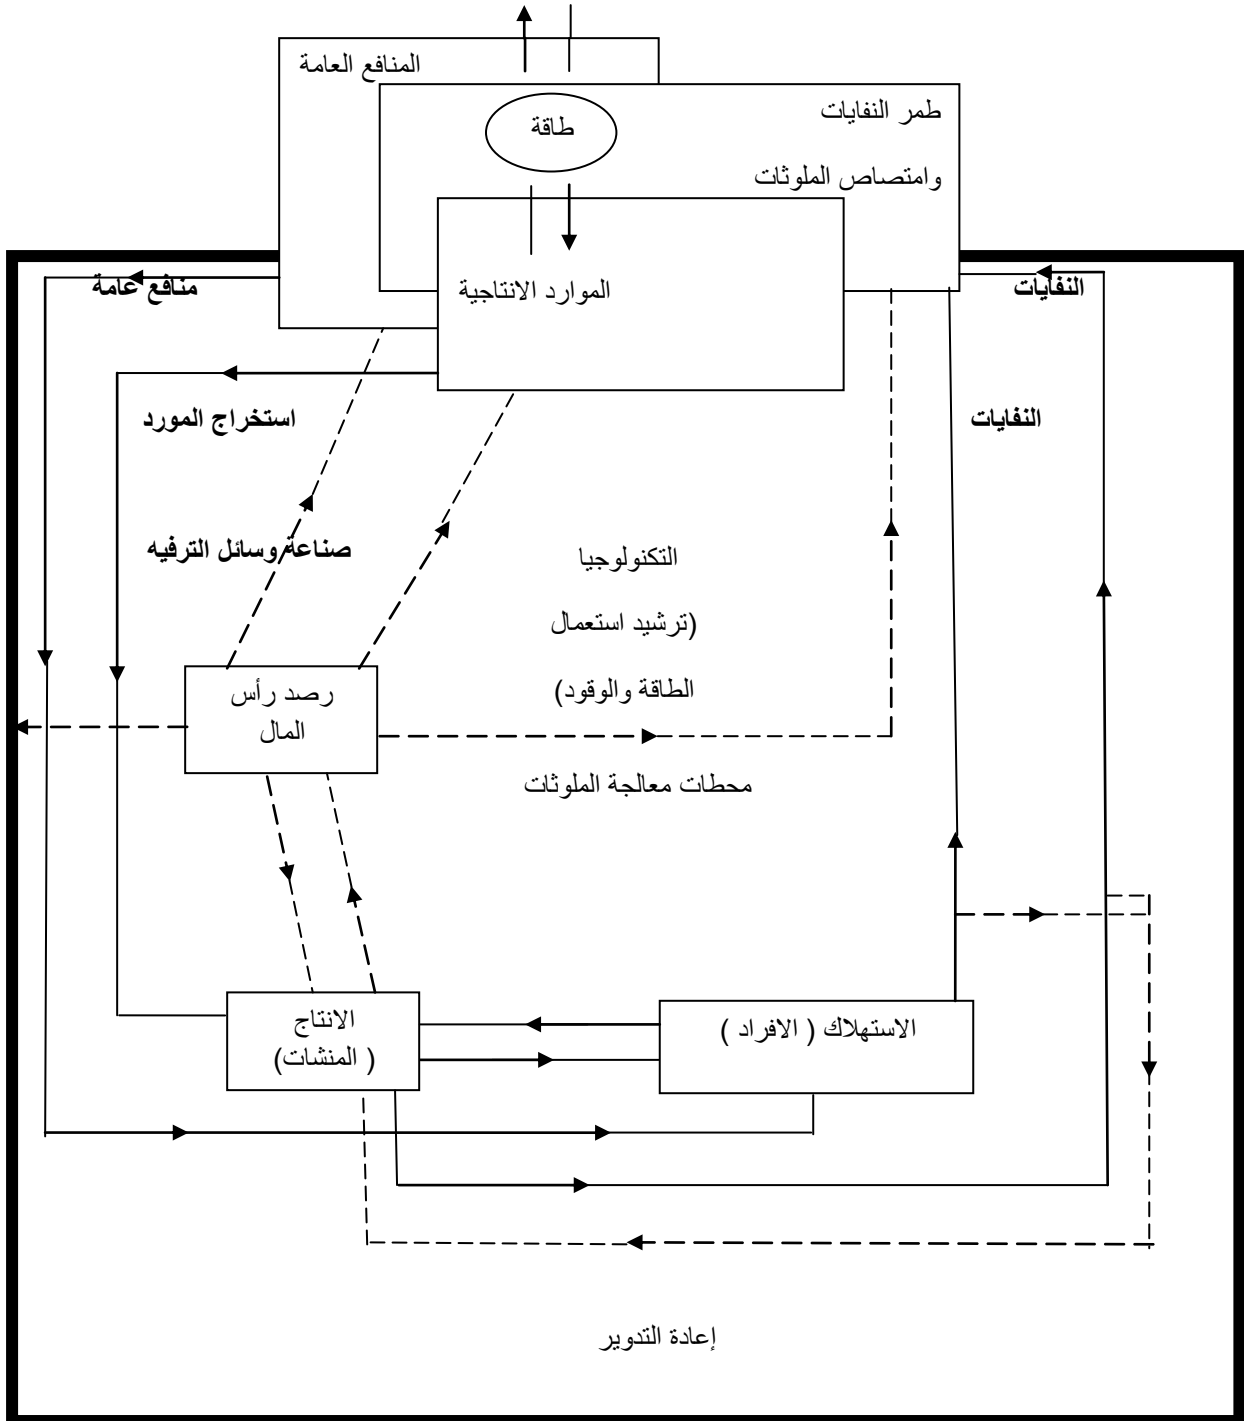 المنافع العامة
طمر النفايات
طاقة
وامتصاص الملوثات
النفايات
منافع عامة
الموارد الانتاجية
النفايات
استخراج المورد
صناعة وسائل الترفيه
التكنولوجيا
(ترشيد استعمال
الطاقة والوقود)
رصد رأس
المال
محطات معالجة الملوثات
الانتاج
( المنشات)
الاستهلاك ( الافراد )
إعادة التدوير